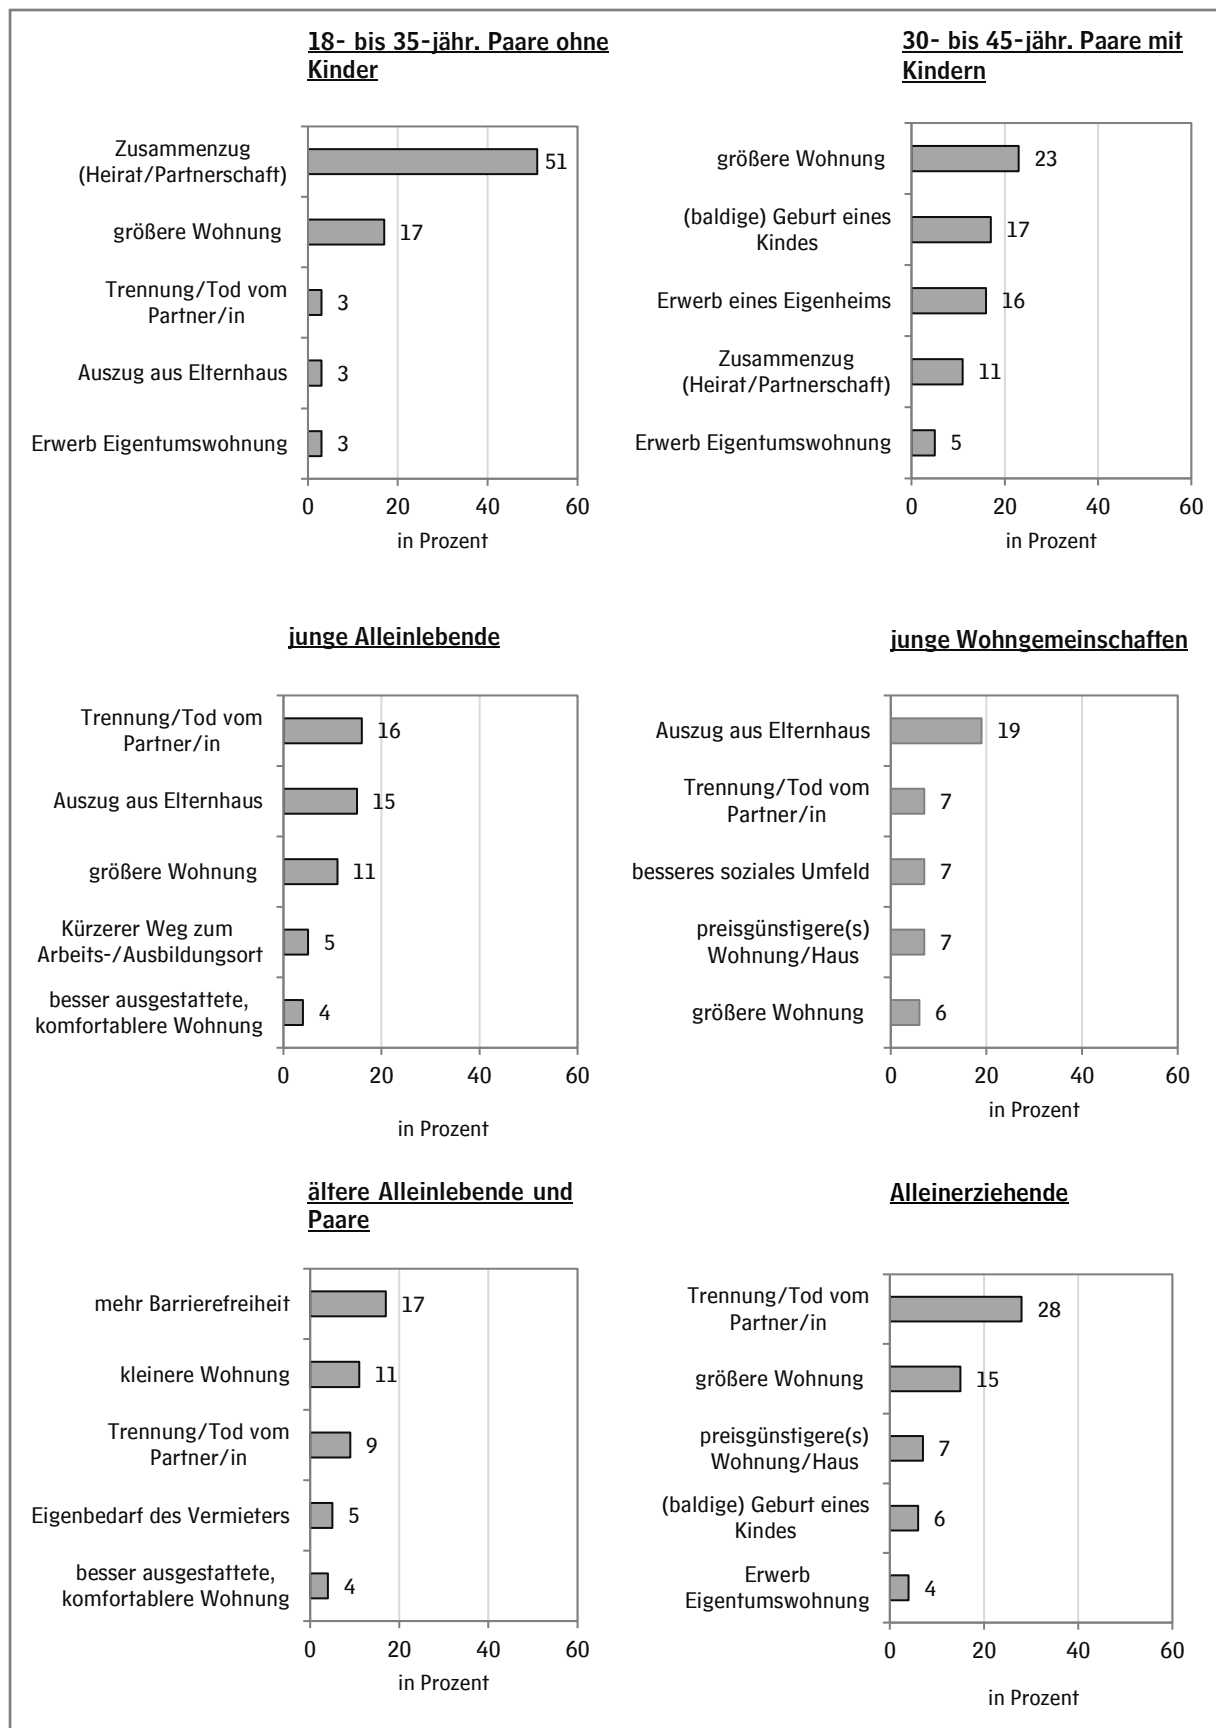 18- bis 35-jähr. Paare ohne
Kinder
Zusammenzug
(Heirat/Partnerschaft)
51
größere Wohnung
17
Trennung/Tod vom
Partner/in
3
Auszug aus Elternhaus
3
Erwerb Eigentumswohnung
3
0 20 40 60
in Prozent
30- bis 45-jähr. Paare mit
Kindern
größere Wohnung
23
(baldige) Geburt eines
Kindes
17
Erwerb eines Eigenheims
16
Zusammenzug
(Heirat/Partnerschaft)
11
Erwerb Eigentumswohnung
5
0 20 40 60
in Prozent
junge Alleinlebende
Trennung/Tod vom
Partner/in
16
Auszug aus Elternhaus
15
größere Wohnung
11
Kürzerer Weg zum
Arbeits-/Ausbildungsort
5
besser ausgestattete,
komfortablere Wohnung
4
0 20 40 60
in Prozent
junge Wohngemeinschaften
Auszug aus Elternhaus
19
Trennung/Tod vom
Partner/in
7
besseres soziales Umfeld
7
preisgünstigere(s)
Wohnung/Haus
7
größere Wohnung
6
0 20 40 60
in Prozent
ältere Alleinlebende und
Paare
mehr Barrierefreiheit
17
kleinere Wohnung
11
Trennung/Tod vom
Partner/in
9
Eigenbedarf des Vermieters
5
besser ausgestattete,
komfortablere Wohnung
4
0 20 40 60
in Prozent
Alleinerziehende
Trennung/Tod vom
Partner/in
28
größere Wohnung
15
preisgünstigere(s)
Wohnung/Haus
7
(baldige) Geburt eines
Kindes
6
Erwerb
Eigentumswohnung
4
0 20 40 60
in Prozent